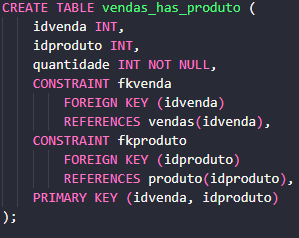 CREATE TABLE vendas_has_produto (
    idvenda INT,
    idproduto INT,
    quantidade INT NOT NULL,
    CONSTRAINT fkvenda
        FOREIGN KEY (idvenda)
        REFERENCES vendas(idvenda),
    CONSTRAINT fkproduto
        FOREIGN KEY (idproduto)
        REFERENCES produto(idproduto),
    PRIMARY KEY (idvenda, idproduto)
);